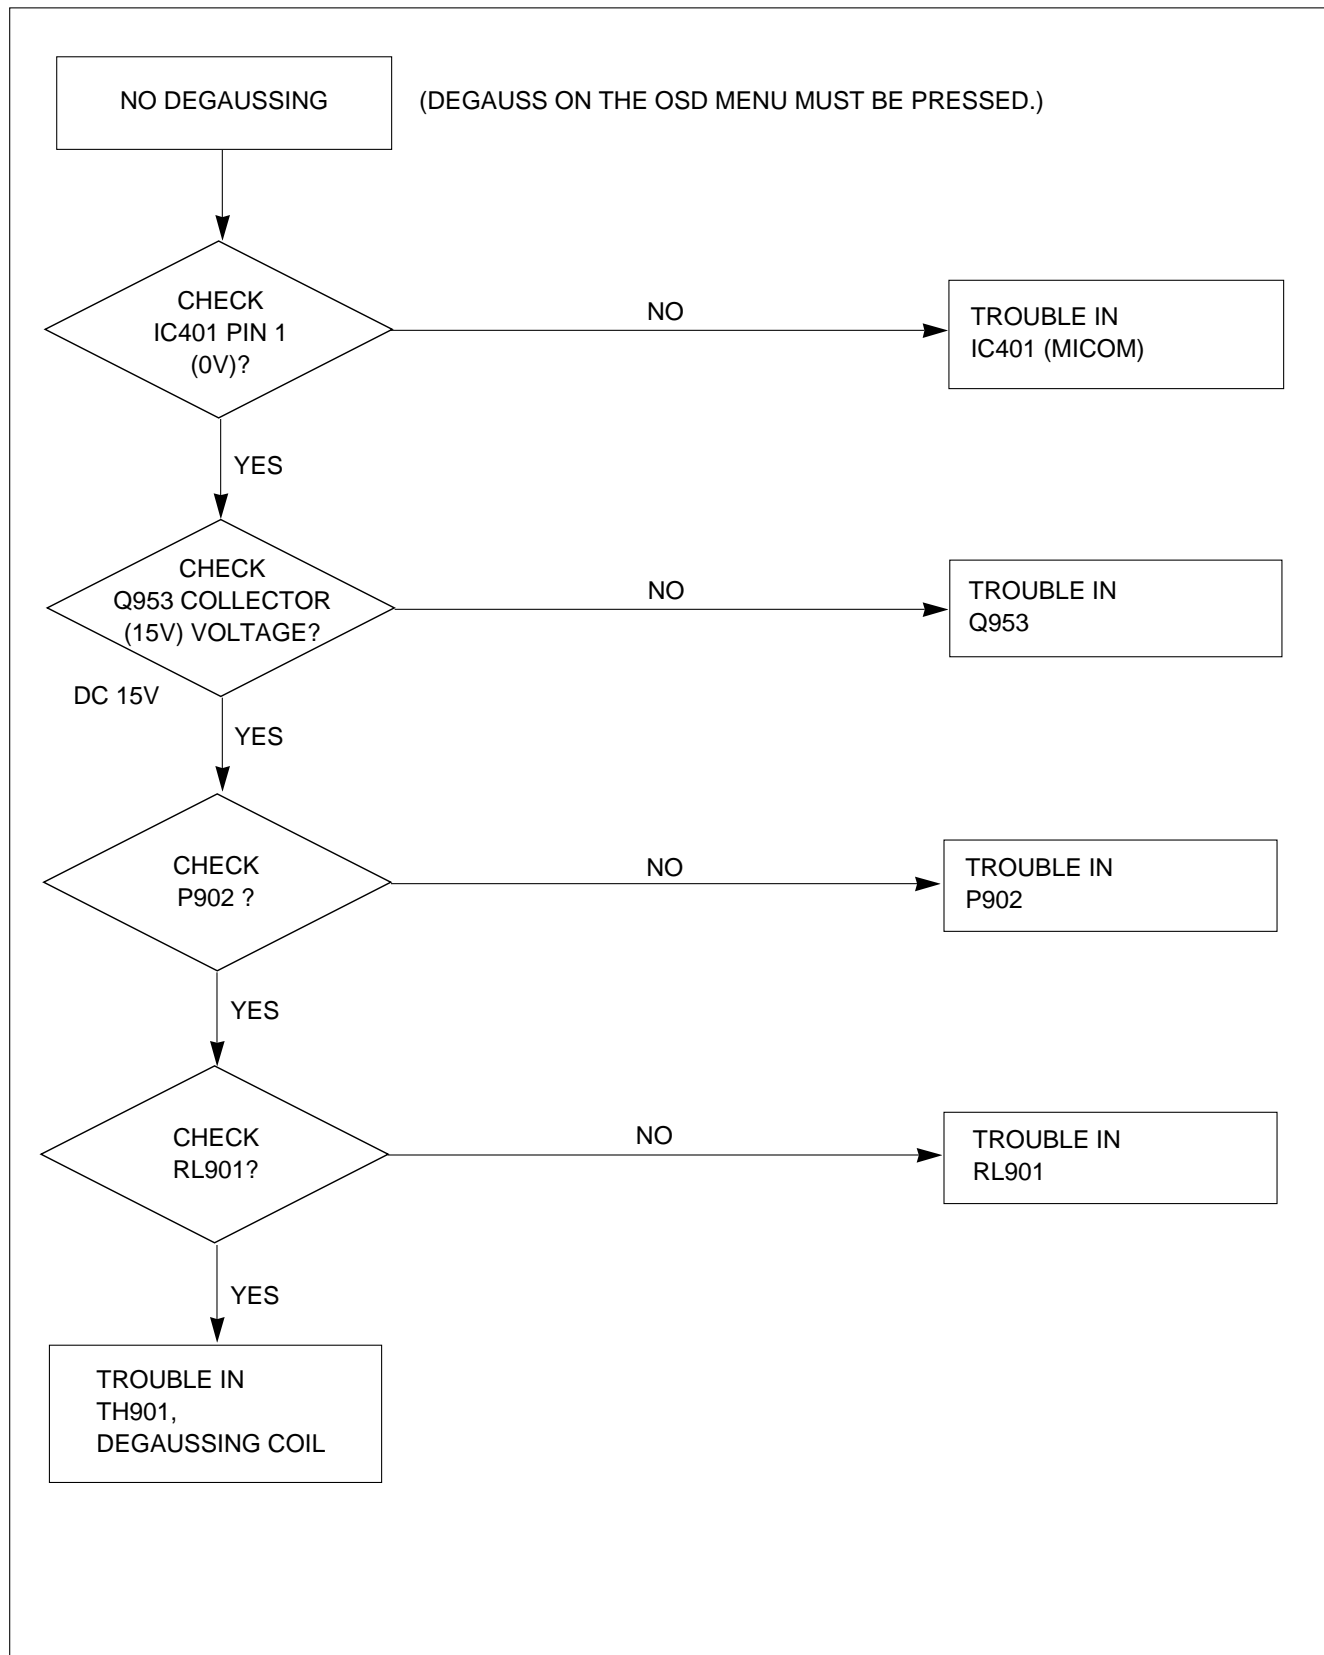 NO DEGAUSSING
(DEGAUSS ON THE OSD MENU MUST BE PRESSED.)
CHECK
IC401 PIN 1
(0V)?
NO
TROUBLE IN
IC401 (MICOM)
YES
CHECK
Q953 COLLECTOR
(15V) VOLTAGE?
NO
TROUBLE IN
Q953
DC 15V
YES
CHECK
P902 ?
NO
TROUBLE IN
P902
YES
CHECK
RL901?
NO
TROUBLE IN
RL901
YES
TROUBLE IN
TH901,
DEGAUSSING COIL